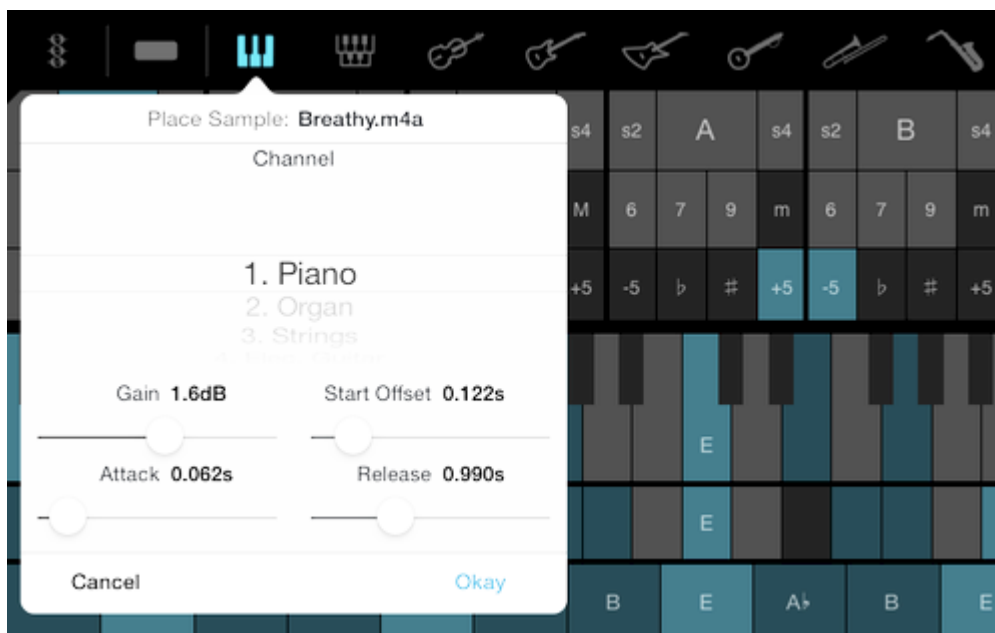 Place Sample: Breathy.m4a
Channel
1. Piano
2. Organ
3. Strings
Gain 1.6dB
Start Offset 0.122s
Attack 0.062s
Release 0.990s
Cancel
Okay
s4 s2 A s4 s2 B s4
M 6 7 9 m 6 7 9 m
+5 -5 ♭ ♯ +5 -5 ♭ ♯ +5
E
E
B E A♭ B E